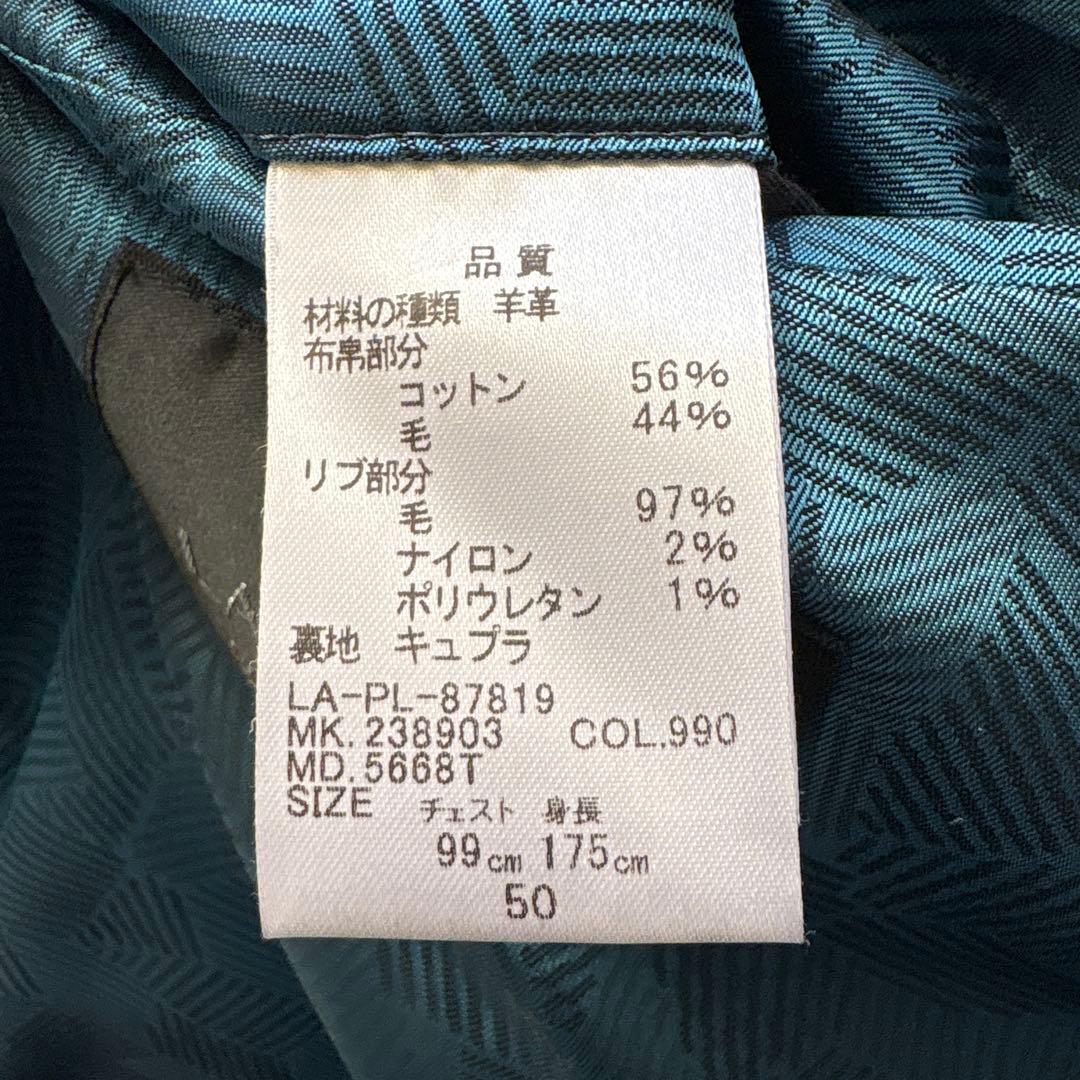 品質
材料の種類 羊革
布帛部分
コットン 56%
毛 44%
リブ部分
毛 97%
ナイロン 2%
ポリウレタン 1%
裏地 キュプラ
LA-PL-87819
MK.238903 COL.990
MD.5668T
SIZE チェスト 身長
99cm 175cm
50